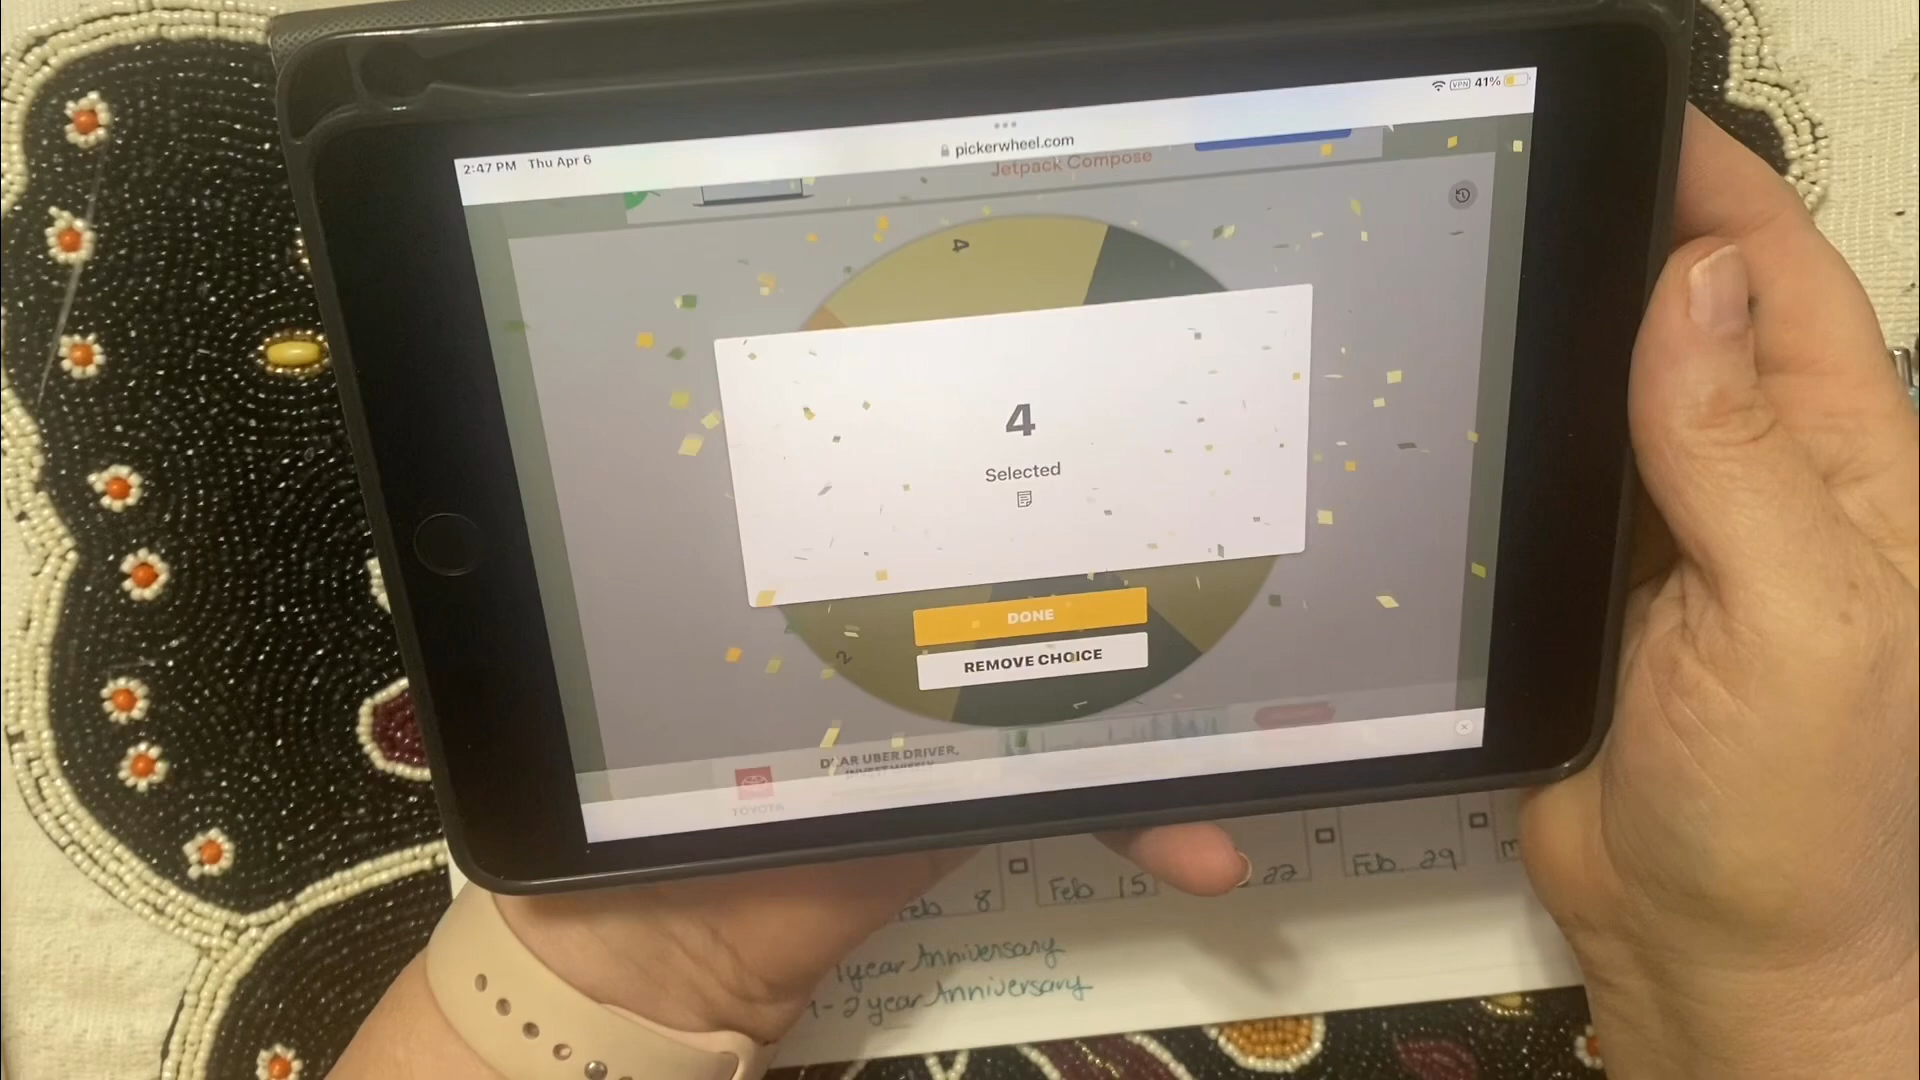 2:47 PM Thu Apr 6
VPN 41%
pickerwheel.com
Jetpack Compose
4
4
Selected
DONE
REMOVE CHOICE
2
1
DEAR UBER DRIVER,
TOYOTA
Feb 8
Feb 15
22
Feb. 29
1 year Anniversary
- 2 year Anniversary